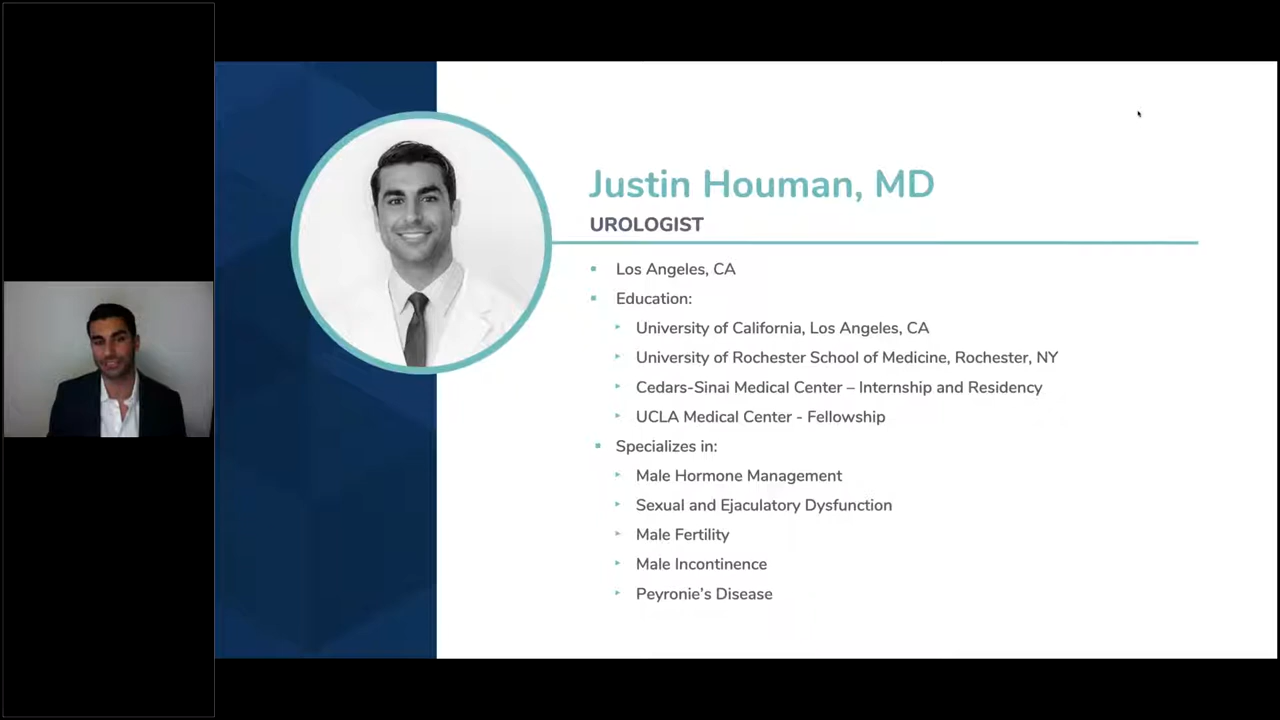 Justin Houman, MD
UROLOGIST
Los Angeles, CA
Education:
University of California, Los Angeles, CA
University of Rochester School of Medicine, Rochester, NY
Cedars-Sinai Medical Center – Internship and Residency
UCLA Medical Center - Fellowship
Specializes in:
Male Hormone Management
Sexual and Ejaculatory Dysfunction
Male Fertility
Male Incontinence
Peyronie's Disease